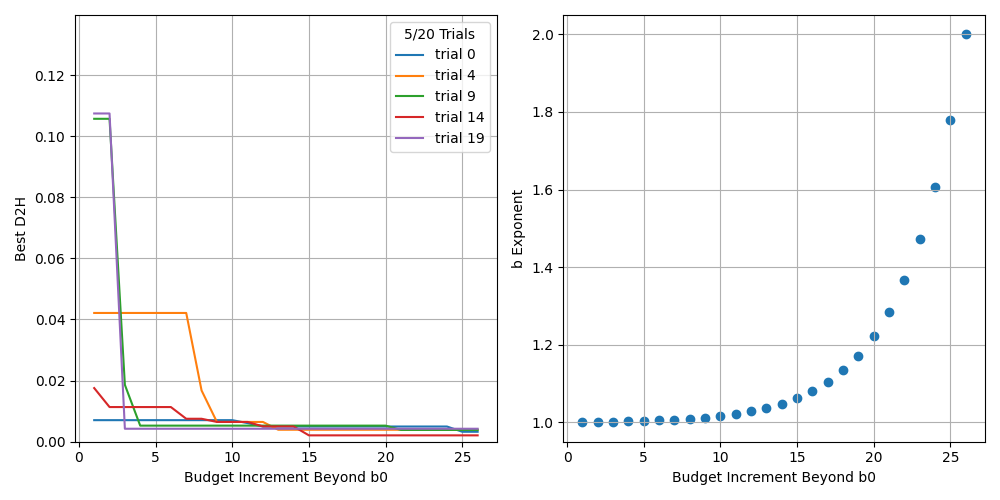 5/20 Trials
trial 0
trial 4
trial 9
trial 14
trial 19
0.12
0.10
0.08
0.06
0.04
0.02
0.00
Best D2H
0 5 10 15 20 25
Budget Increment Beyond b0
2.0
1.8
1.6
1.4
1.2
1.0
b Exponent
0 5 10 15 20 25
Budget Increment Beyond b0